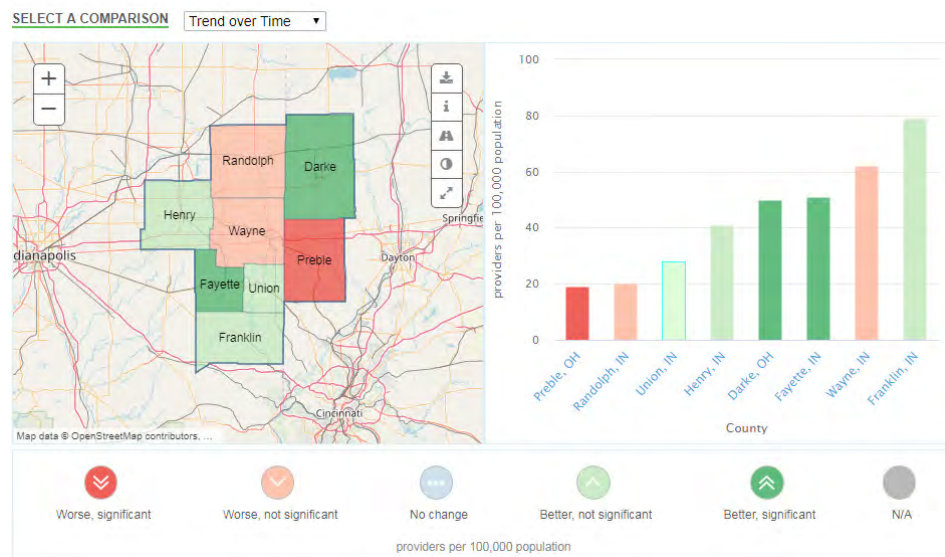 SELECT A COMPARISON
Trend over Time
+
−
i
Randolph
Darke
Henry
Wayne
Springfie
dianapolis
Preble
Dayton
Fayette
Union
Franklin
Cincinnati
Map data © OpenStreetMap contributors, ...
providers per 100,000 population
100
80
60
40
20
0
Preble, OH
Randolph, IN
Union, IN
Henry, IN
Darke, OH
Fayette, IN
Wayne, IN
Franklin, IN
County
Worse, significant
Worse, not significant
No change
Better, not significant
Better, significant
N/A
providers per 100,000 population